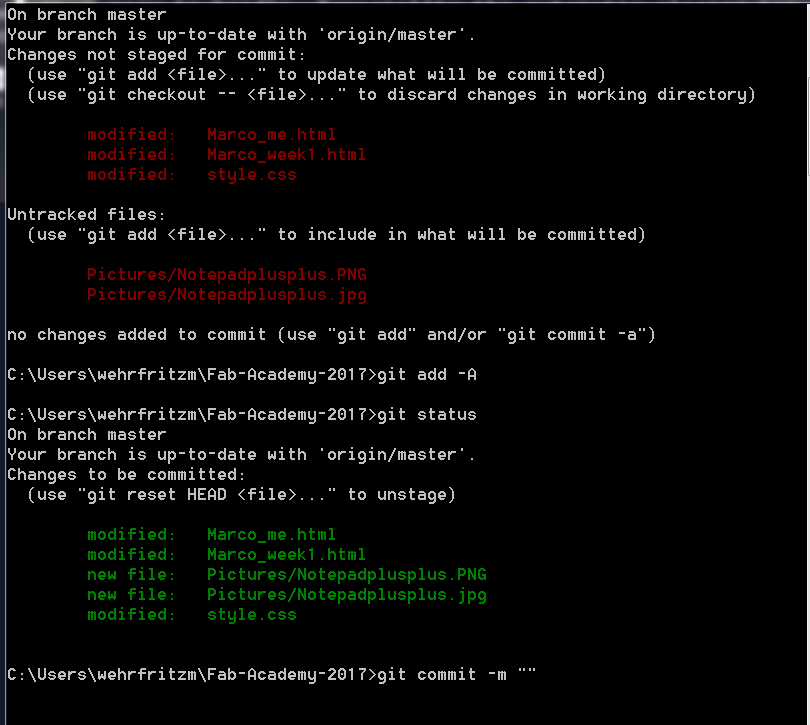 On branch master
Your branch is up-to-date with 'origin/master'.
Changes not staged for commit:
  (use "git add <file>..." to update what will be committed)
  (use "git checkout -- <file>..." to discard changes in working directory)

        modified:   Marco_me.html
        modified:   Marco_week1.html
        modified:   style.css

Untracked files:
  (use "git add <file>..." to include in what will be committed)

        Pictures/Notepadplusplus.PNG
        Pictures/Notepadplusplus.jpg

no changes added to commit (use "git add" and/or "git commit -a")

C:\Users\wehrfritzm\Fab-Academy-2017>git add -A

C:\Users\wehrfritzm\Fab-Academy-2017>git status
On branch master
Your branch is up-to-date with 'origin/master'.
Changes to be committed:
  (use "git reset HEAD <file>..." to unstage)

        modified:   Marco_me.html
        modified:   Marco_week1.html
        new file:   Pictures/Notepadplusplus.PNG
        new file:   Pictures/Notepadplusplus.jpg
        modified:   style.css


C:\Users\wehrfritzm\Fab-Academy-2017>git commit -m ""